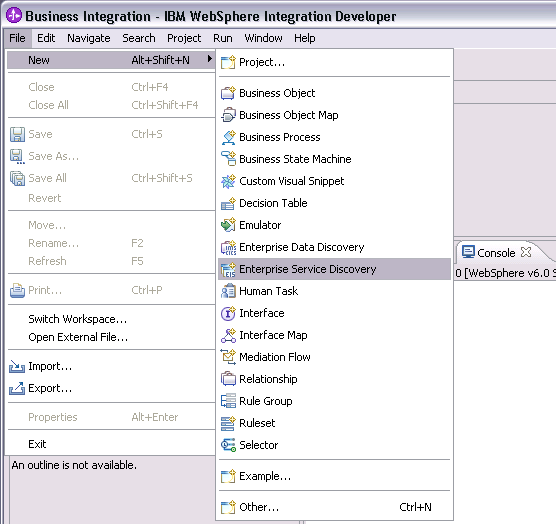 Business Integration - IBM WebSphere Integration Developer
File Edit Navigate Search Project Run Window Help
New Alt+Shift+N
Close Ctrl+F4
Close All Ctrl+Shift+F4
Save Ctrl+S
Save As...
Save All Ctrl+Shift+S
Revert
Move...
Rename... F2
Refresh F5
Print... Ctrl+P
Switch Workspace...
Open External File...
Import...
Export...
Properties Alt+Enter
Exit
Project...
Business Object
Business Object Map
Business Process
Business State Machine
Custom Visual Snippet
Decision Table
Emulator
Enterprise Data Discovery
Enterprise Service Discovery
Human Task
Interface
Interface Map
Mediation Flow
Relationship
Rule Group
Ruleset
Selector
Example...
Other... Ctrl+N
Console
0 [WebSphere v6.0 S
An outline is not available.